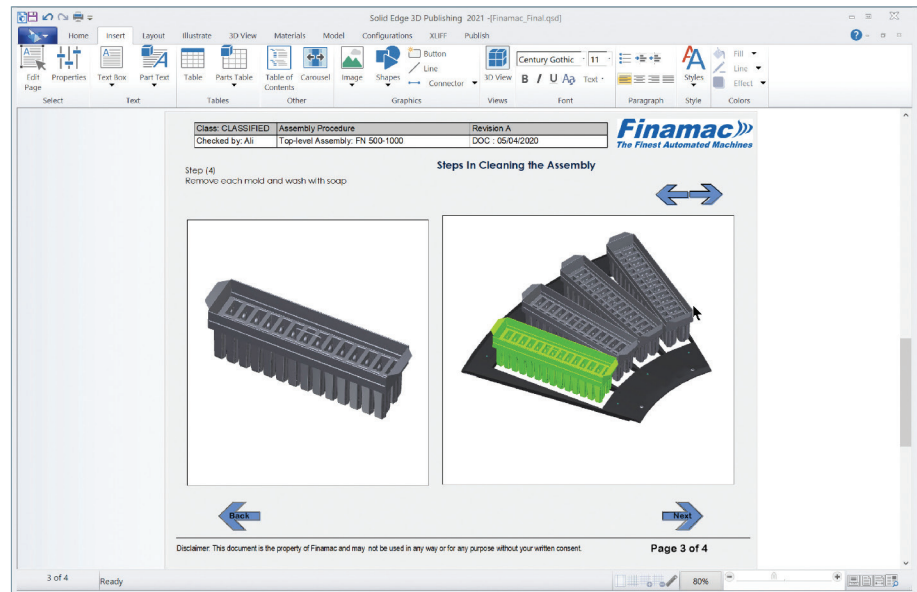 Solid Edge 3D Publishing 2021 -[Finamac_Final.qsd]
Home Insert Layout Illustrate 3D View Materials Model Configurations XLIFF Publish
Edit Page
Properties
Text Box
Part Text
Table
Parts Table
Table of Contents
Carousel
Image
Shapes
Button
Line
Connector
3D View
Century Gothic 11
B I U Text
Styles
Fill
Line
Effect
Select Text Tables Other Graphics Views Font Paragraph Style Colors
Class: CLASSIFIED Assembly Procedure Revision A
Checked by: Ali Top-level Assembly: FN 500-1000 DOC : 05/04/2020
Finamac
The Finest Automated Machines
Steps In Cleaning the Assembly
Step (4)
Remove each mold and wash with soap
Back
Next
Disclaimer: This document is the property of Finamac and may not be used in any way or for any purpose without your written consent.
Page 3 of 4
3 of 4 Ready 80%